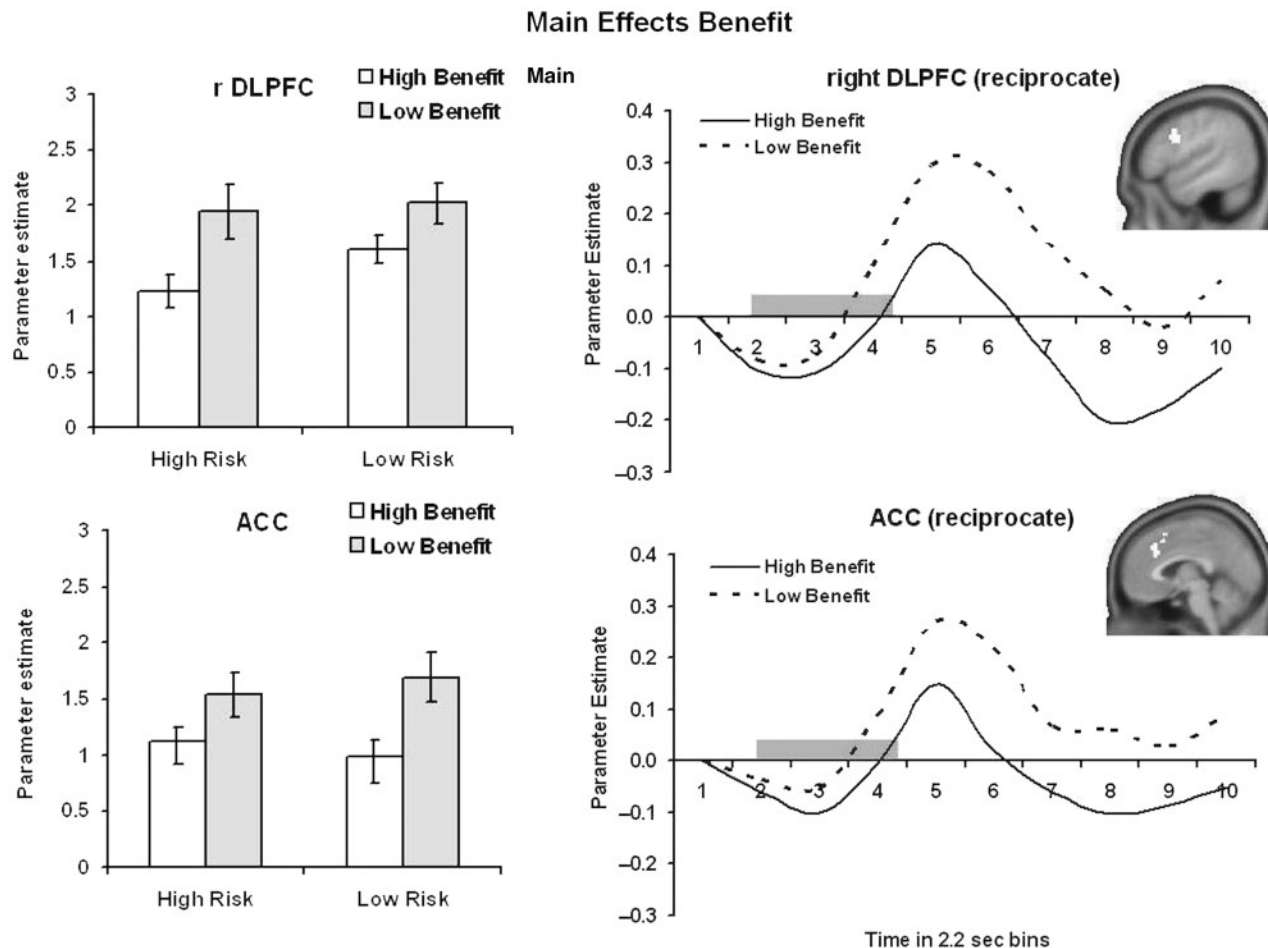 Main Effects Benefit
r DLPFC
High Benefit
Low Benefit
Main
3
2.5
2
1.5
1
0.5
0
Parameter estimate
High Risk
Low Risk
right DLPFC (reciprocate)
High Benefit
Low Benefit
0.4
0.3
0.2
0.1
0.0
–0.1
–0.2
–0.3
Parameter Estimate
1 2 3 4 5 6 7 8 9 10
ACC
High Benefit
Low Benefit
3
2.5
2
1.5
1
0.5
0
Parameter estimate
High Risk
Low Risk
ACC (reciprocate)
High Benefit
Low Benefit
0.4
0.3
0.2
0.1
0.0
–0.1
–0.2
–0.3
Parameter Estimate
1 2 3 4 5 6 7 8 9 10
Time in 2.2 sec bins